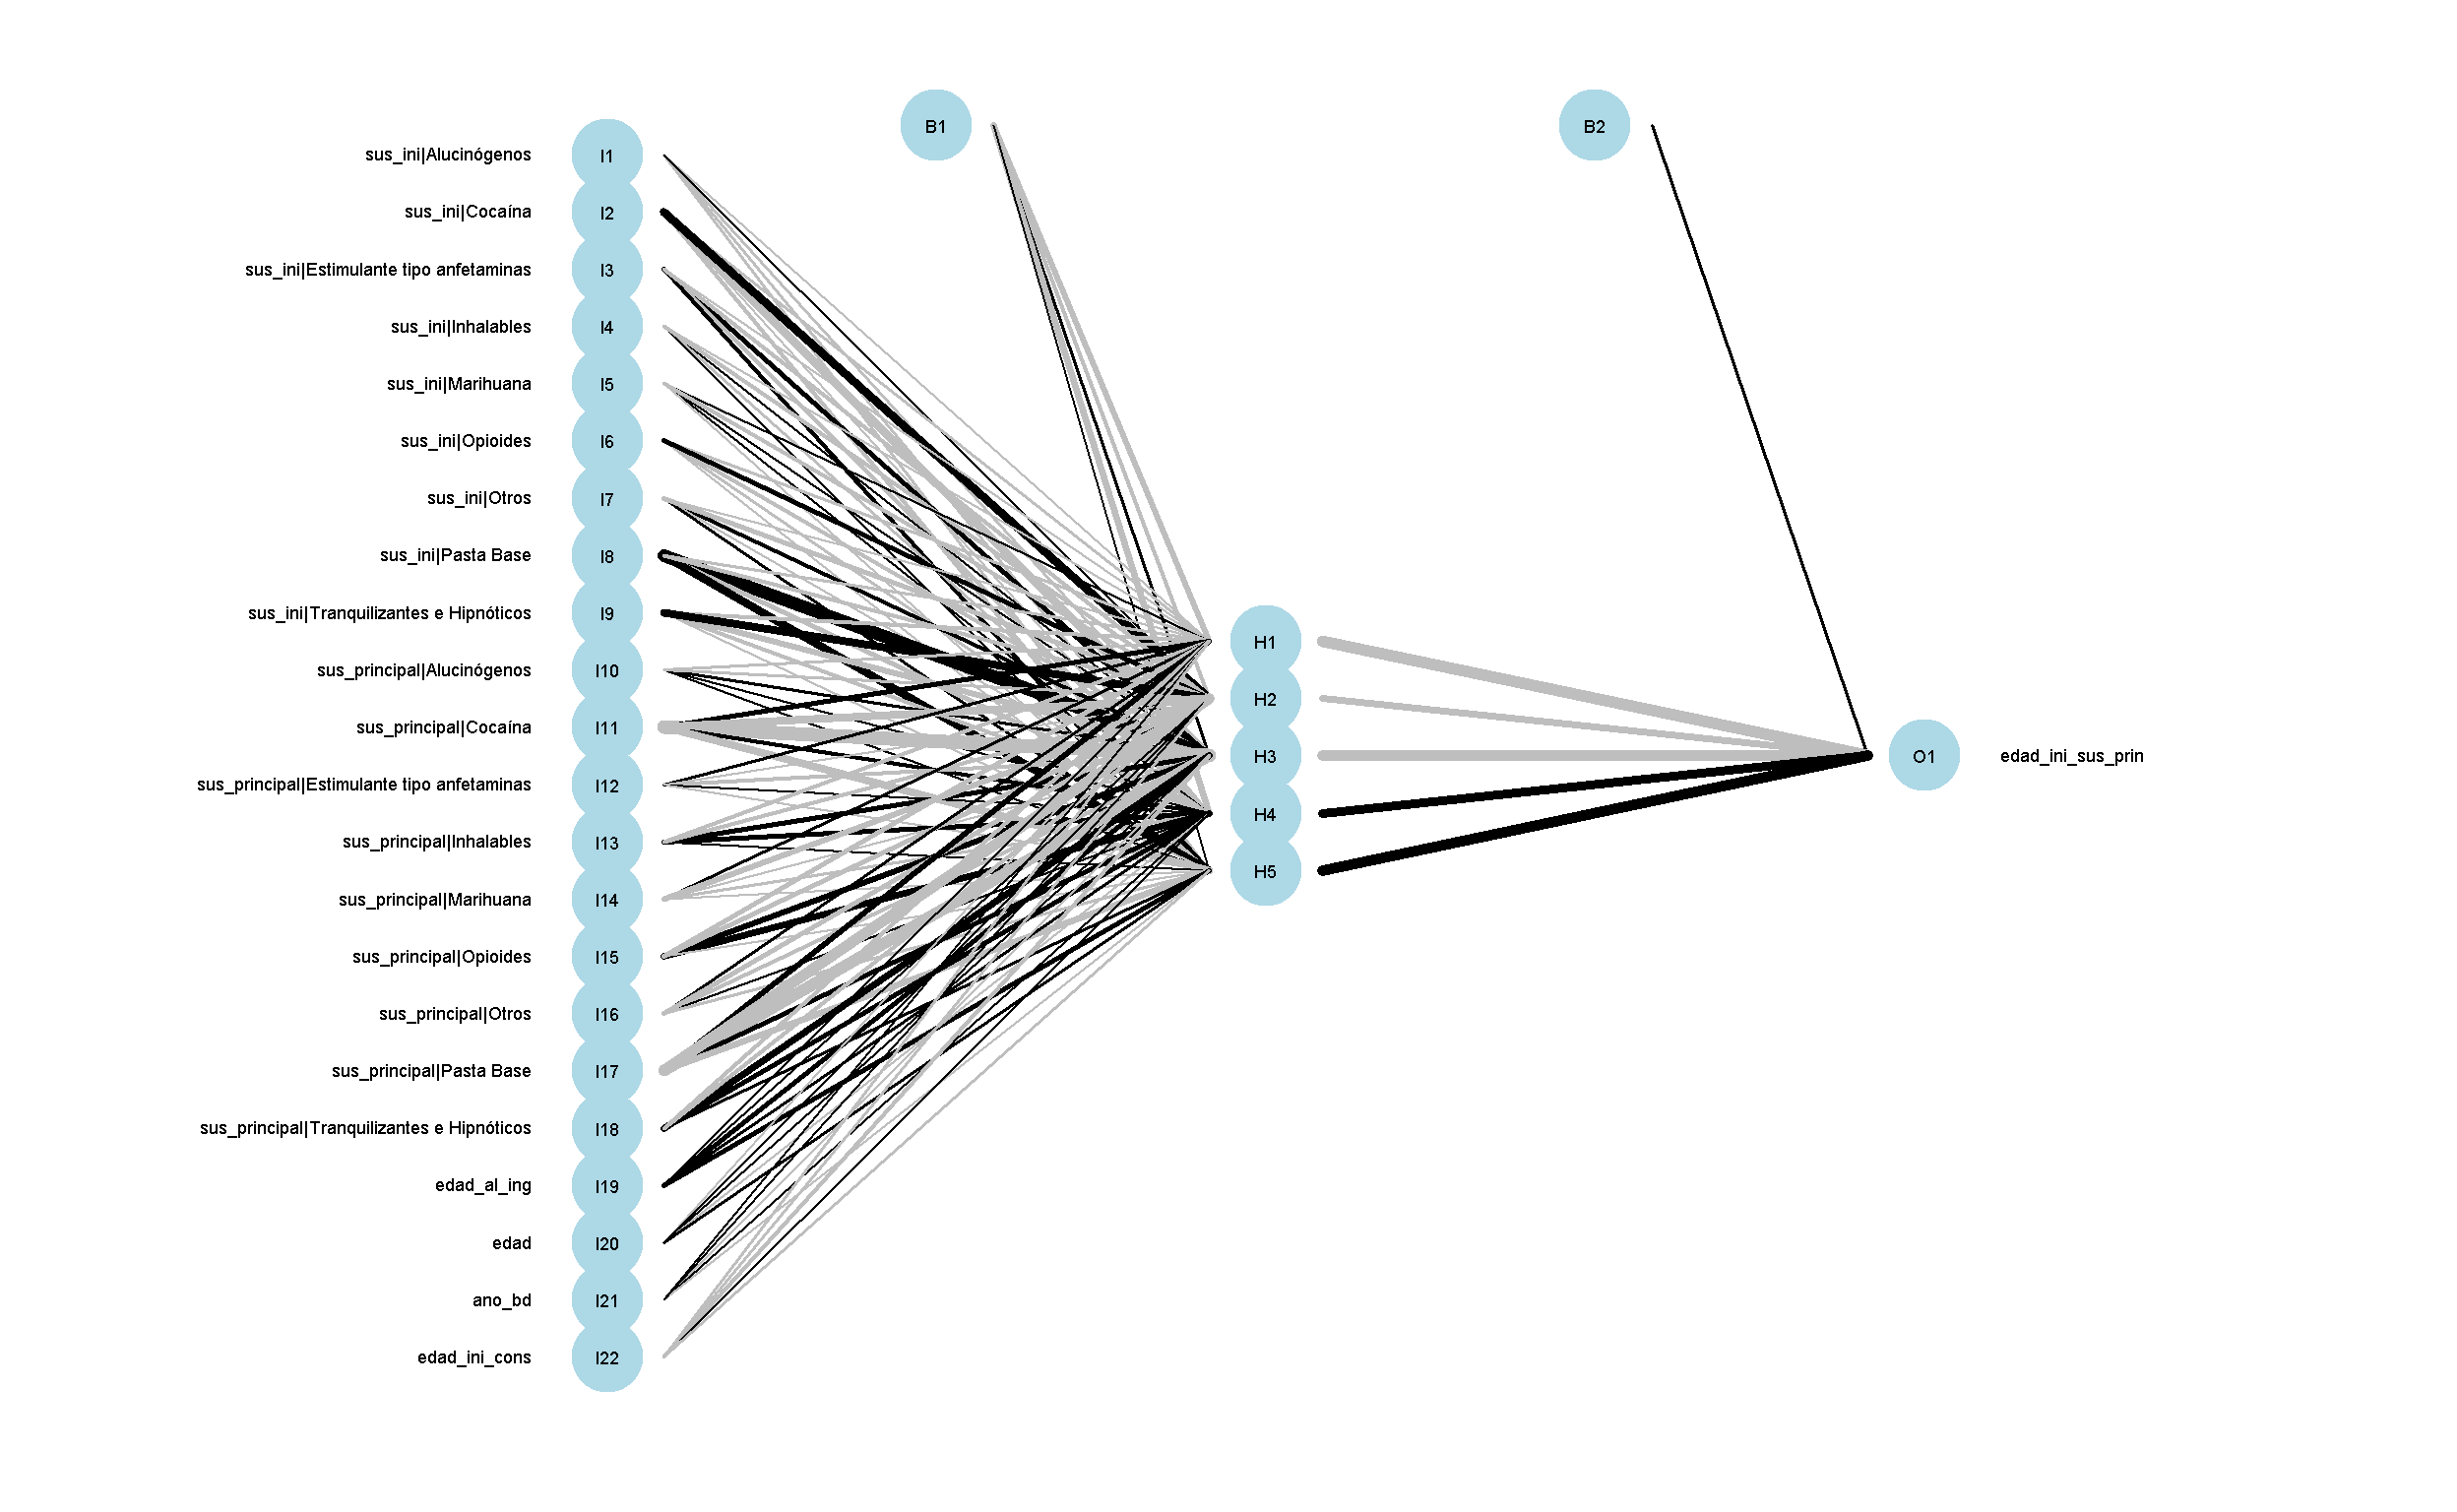 B1
B2
sus_ini|Alucinógenos I1
sus_ini|Cocaína I2
sus_ini|Estimulante tipo anfetaminas I3
sus_ini|Inhalables I4
sus_ini|Marihuana I5
sus_ini|Opioides I6
sus_ini|Otros I7
sus_ini|Pasta Base I8
sus_ini|Tranquilizantes e Hipnóticos I9
sus_principal|Alucinógenos I10
sus_principal|Cocaína I11
sus_principal|Estimulante tipo anfetaminas I12
sus_principal|Inhalables I13
sus_principal|Marihuana I14
sus_principal|Opioides I15
sus_principal|Otros I16
sus_principal|Pasta Base I17
sus_principal|Tranquilizantes e Hipnóticos I18
edad_al_ing I19
edad I20
ano_bd I21
edad_ini_cons I22
H1
H2
H3
H4
H5
O1 edad_ini_sus_prin